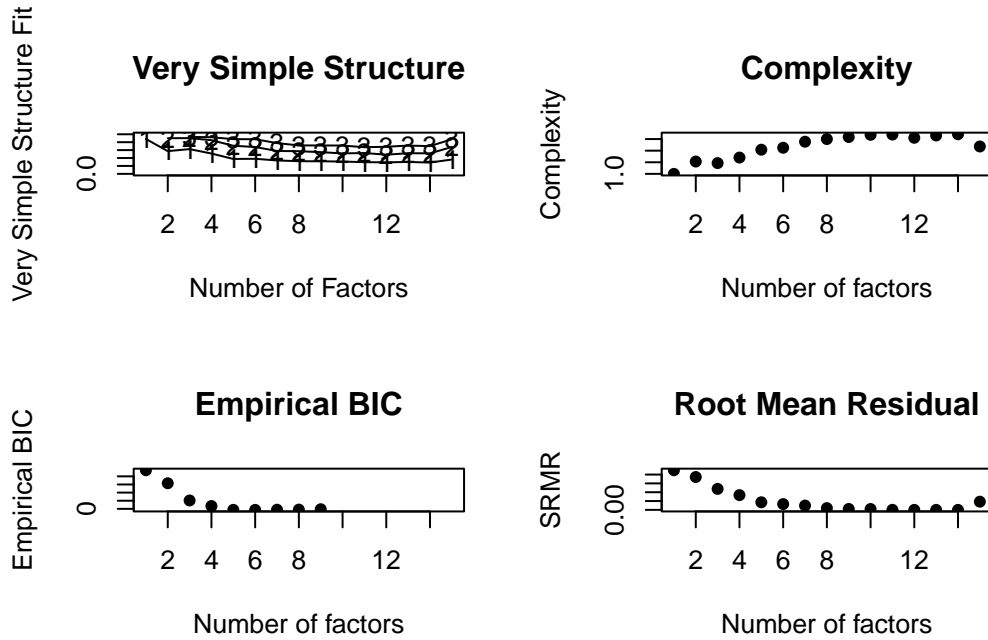 Very Simple Structure
Very Simple Structure Fit
0.0
2 4 6 8 12
Number of Factors
Complexity
Complexity
1.0
2 4 6 8 12
Number of factors
Empirical BIC
Empirical BIC
0
2 4 6 8 12
Number of factors
Root Mean Residual
SRMR
0.00
2 4 6 8 12
Number of factors